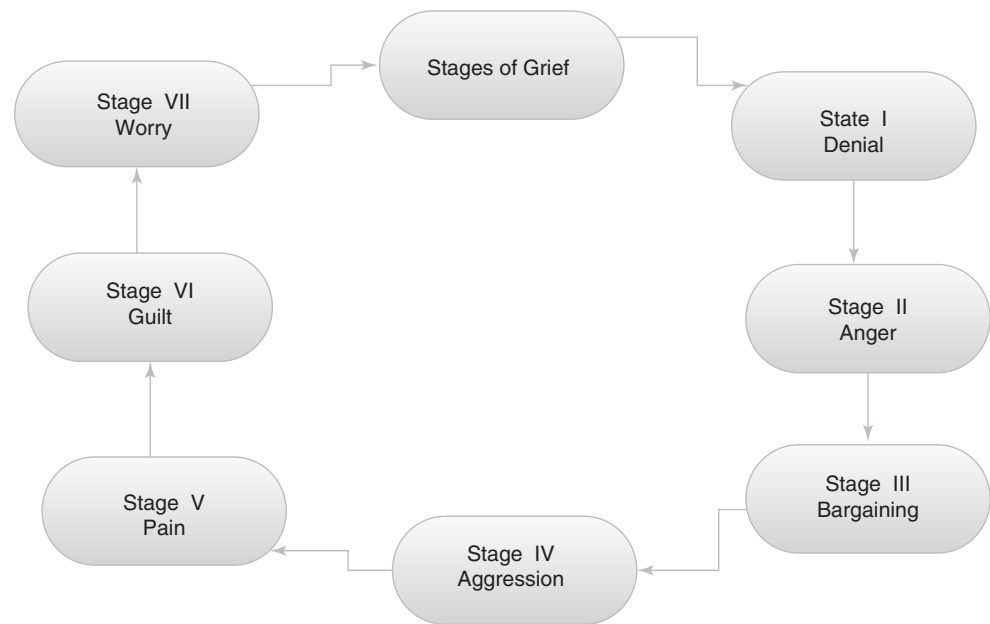 Stages of Grief
State I
Denial
Stage II
Anger
Stage III
Bargaining
Stage IV
Aggression
Stage V
Pain
Stage VI
Guilt
Stage VII
Worry